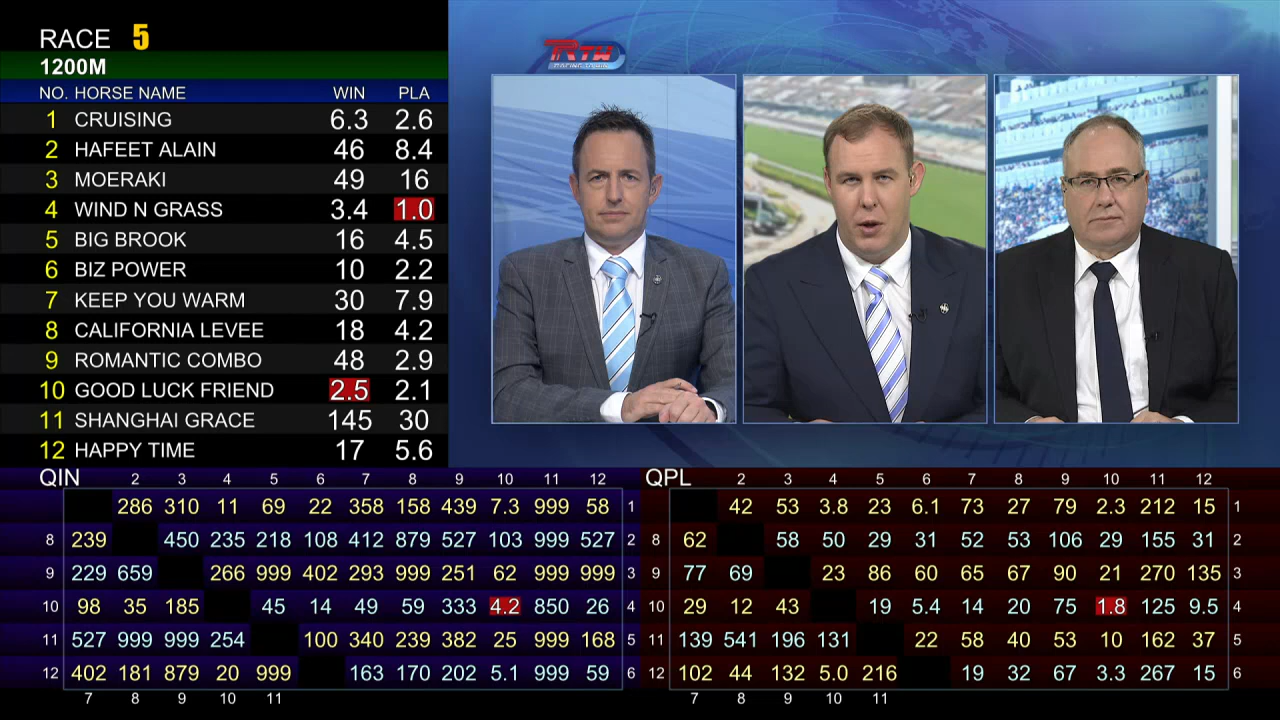 RACE 5
1200M
NO. HORSE NAME WIN PLA
1 CRUISING 6.3 2.6
2 HAFEET ALAIN 46 8.4
3 MOERAKI 49 16
4 WIND N GRASS 3.4 1.0
5 BIG BROOK 16 4.5
6 BIZ POWER 10 2.2
7 KEEP YOU WARM 30 7.9
8 CALIFORNIA LEVEE 18 4.2
9 ROMANTIC COMBO 48 2.9
10 GOOD LUCK FRIEND 2.5 2.1
11 SHANGHAI GRACE 145 30
12 HAPPY TIME 17 5.6
RTW
QIN 2 3 4 5 6 7 8 9 10 11 12
286 310 11 69 22 358 158 439 7.3 999 58 1
8 239 450 235 218 108 412 879 527 103 999 527 2
9 229 659 266 999 402 293 999 251 62 999 999 3
10 98 35 185 45 14 49 59 333 4.2 850 26 4
11 527 999 999 254 100 340 239 382 25 999 168 5
12 402 181 879 20 999 163 170 202 5.1 999 59 6
7 8 9 10 11
QPL 2 3 4 5 6 7 8 9 10 11 12
42 53 3.8 23 6.1 73 27 79 2.3 212 15 1
8 62 58 50 29 31 52 53 106 29 155 31 2
9 77 69 23 86 60 65 67 90 21 270 135 3
10 29 12 43 19 5.4 14 20 75 1.8 125 9.5 4
11 139 541 196 131 22 58 40 53 10 162 37 5
12 102 44 132 5.0 216 19 32 67 3.3 267 15 6
7 8 9 10 11